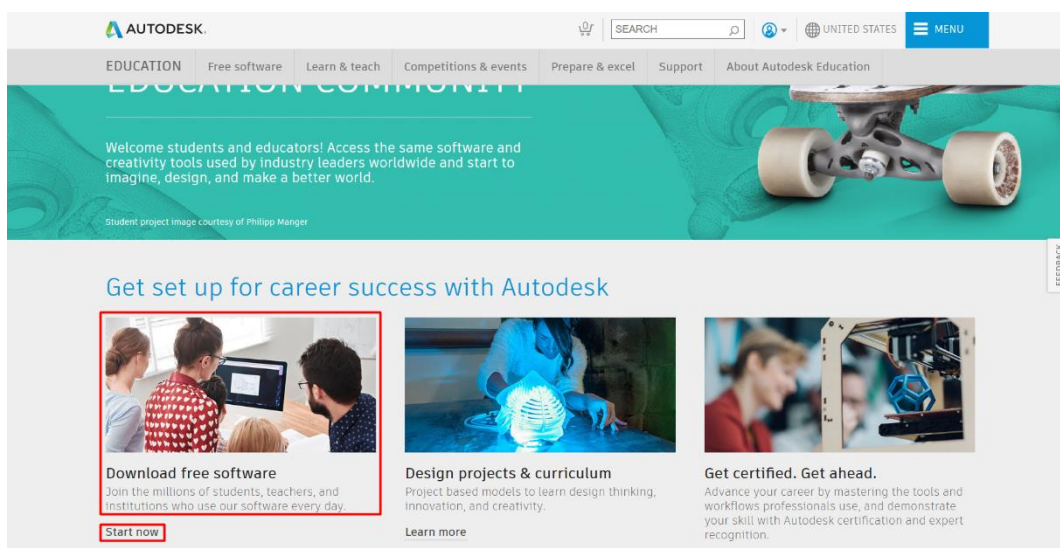 AUTODESK.
0
SEARCH
UNITED STATES
MENU
EDUCATION Free software Learn & teach Competitions & events Prepare & excel Support About Autodesk Education
EDUCATION COMMUNITY
Welcome students and educators! Access the same software and
creativity tools used by industry leaders worldwide and start to
imagine, design, and make a better world.
Student project image courtesy of Philipp Manger
FEEDBACK
Get set up for career success with Autodesk
Download free software
Join the millions of students, teachers, and
institutions who use our software every day.
Start now
Design projects & curriculum
Project based models to learn design thinking,
innovation, and creativity.
Learn more
Get certified. Get ahead.
Advance your career by mastering the tools and
workflows professionals use, and demonstrate
your skill with Autodesk certification and expert
recognition.